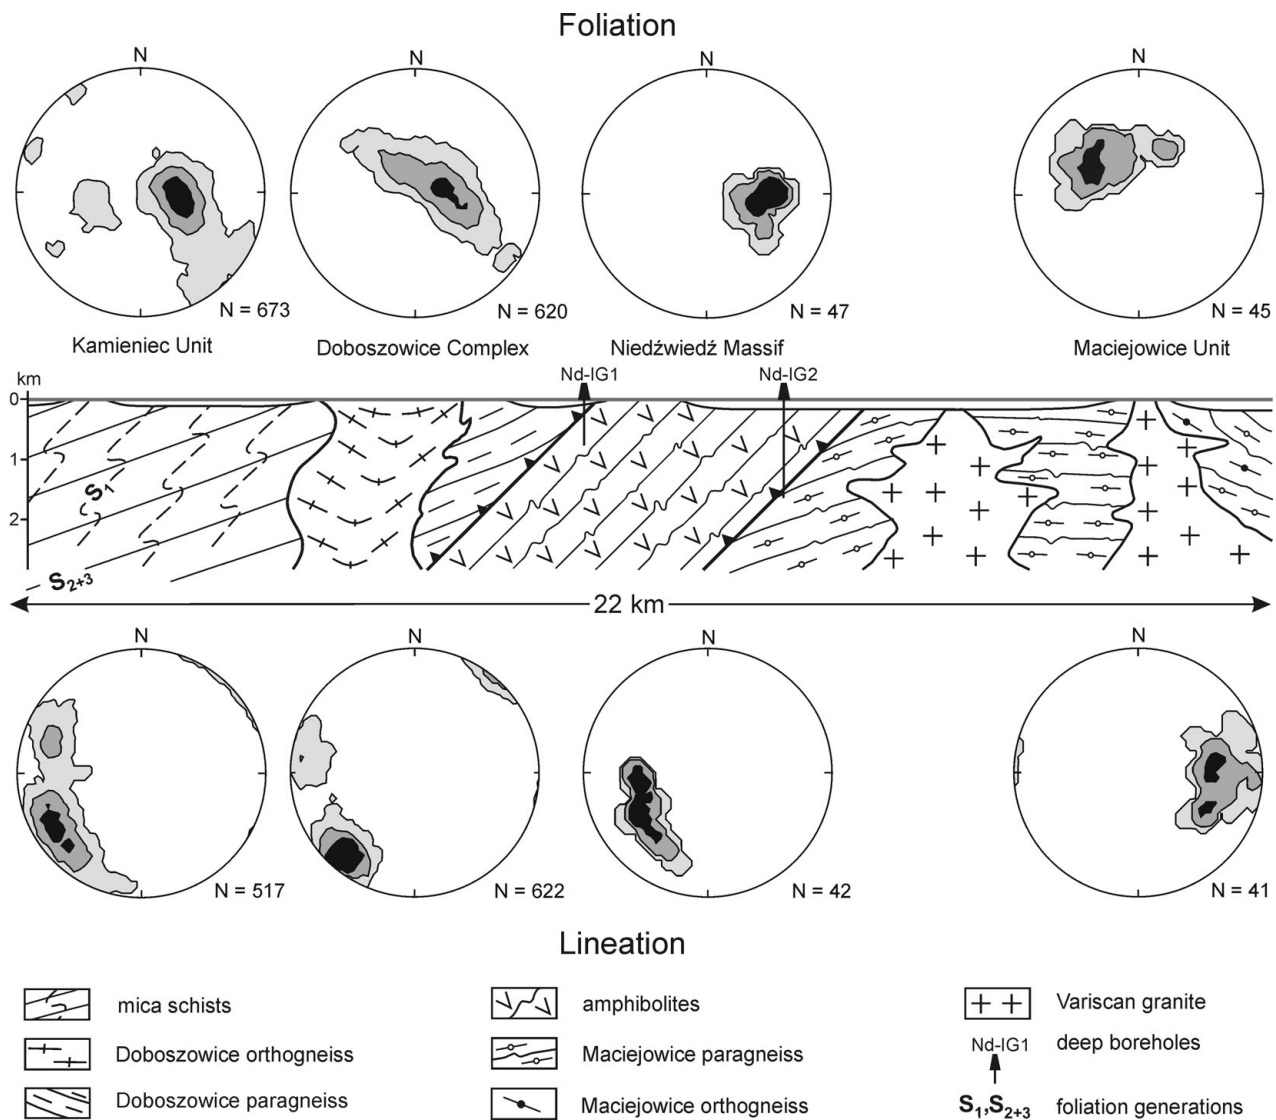 Foliation
N N N N
N = 673 N = 620 N = 47 N = 45
Kamieniec Unit Doboszowice Complex Niedźwiedź Massif Maciejowice Unit
km Nd-IG1 Nd-IG2
0
1
S1
2
S2+3
22 km
N N N N
N = 517 N = 622 N = 42 N = 41
Lineation
mica schists amphibolites Variscan granite
Doboszowice orthogneiss Maciejowice paragneiss Nd-IG1 deep boreholes
Doboszowice paragneiss Maciejowice orthogneiss S1,S2+3 foliation generations